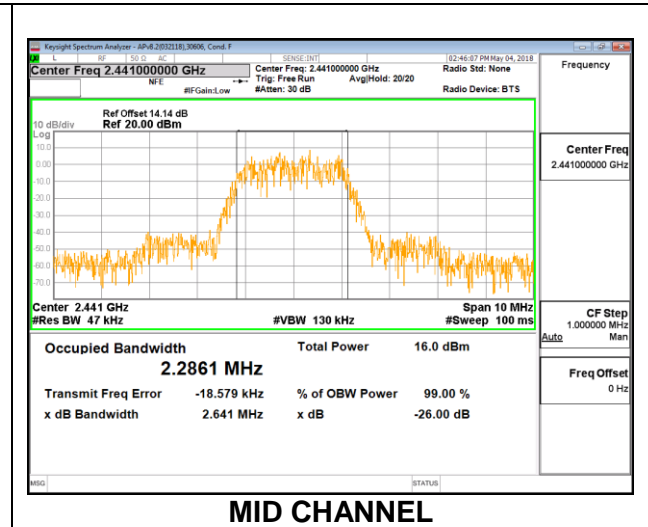 Keysight Spectrum Analyzer - APv8.2(032118),30606, Cond. F
L RF 50 Ω AC SENSE:INT 02:46:07 PM May 04, 2018
Center Freq 2.441000000 GHz Center Freq: 2.441000000 GHz Radio Std: None Frequency
NFE Trig: Free Run Avg|Hold: 20/20
#IFGain:Low #Atten: 30 dB Radio Device: BTS
Ref Offset 14.14 dB
10 dB/div Ref 20.00 dBm
Log
10.0
0.00
-10.0
-20.0
-30.0
-40.0
-50.0
-60.0
-70.0
Center Freq
2.441000000 GHz
Center 2.441 GHz Span 10 MHz
#Res BW 47 kHz #VBW 130 kHz #Sweep 100 ms
CF Step
1.000000 MHz
Auto Man
Occupied Bandwidth Total Power 16.0 dBm
2.2861 MHz
Transmit Freq Error -18.579 kHz % of OBW Power 99.00 %
x dB Bandwidth 2.641 MHz x dB -26.00 dB
Freq Offset
0 Hz
MSG STATUS
MID CHANNEL